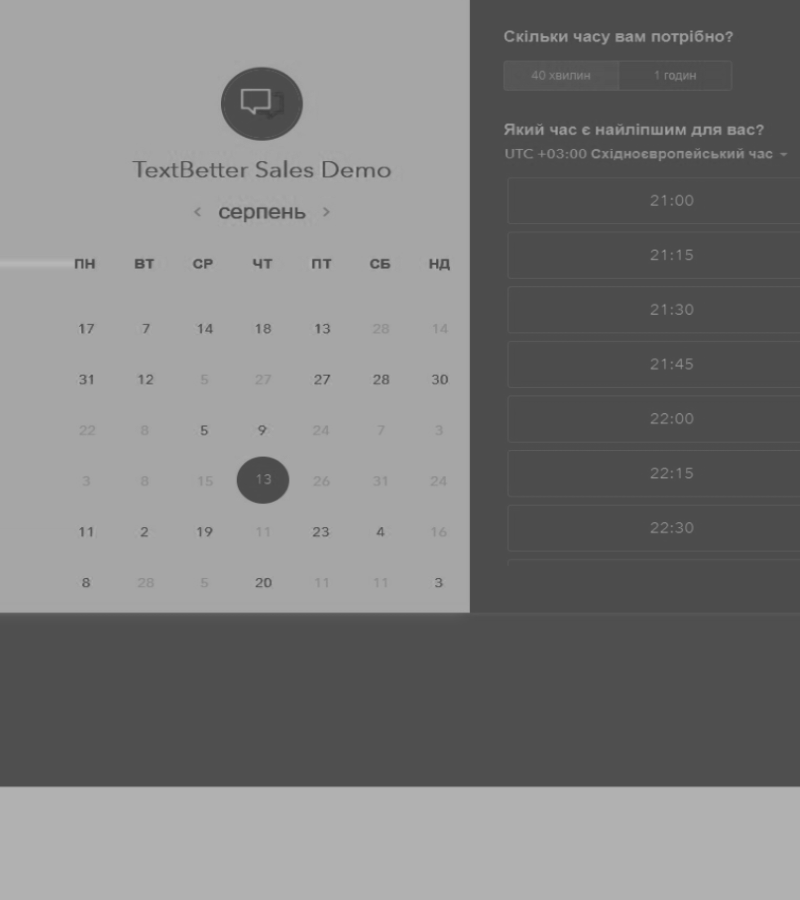 TextBetter Sales Demo
‹ серпень ›
ПН ВТ СР ЧТ ПТ СБ НД
17 7 14 18 13 28 14
31 12 5 27 27 28 30
22 8 5 9 24 7 3
3 8 15 13 26 31 24
11 2 19 11 23 4 16
8 28 5 20 11 11 3
Скільки часу вам потрібно?
40 хвилин 1 годин
Який час є найліпшим для вас?
UTC +03:00 Східноєвропейський час
21:00
21:15
21:30
21:45
22:00
22:15
22:30